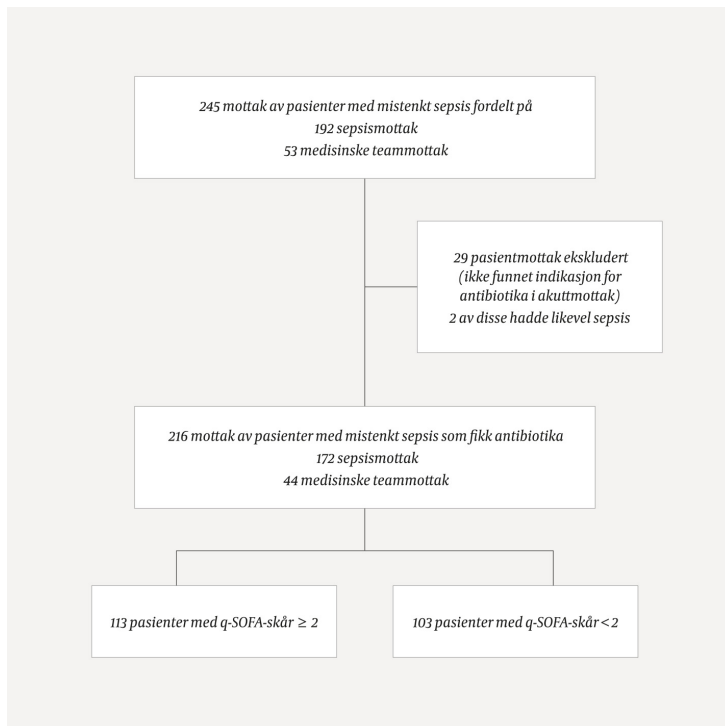 245 mottak av pasienter med mistenkt sepsis fordelt på
192 sepsismottak
53 medisinske teammottak
29 pasientmottak ekskludert
(ikke funnet indikasjon for
antibiotika i akuttmottak)
2 av disse hadde likevel sepsis
216 mottak av pasienter med mistenkt sepsis som fikk antibiotika
172 sepsismottak
44 medisinske teammottak
113 pasienter med q-SOFA-skår ≥ 2
103 pasienter med q-SOFA-skår < 2